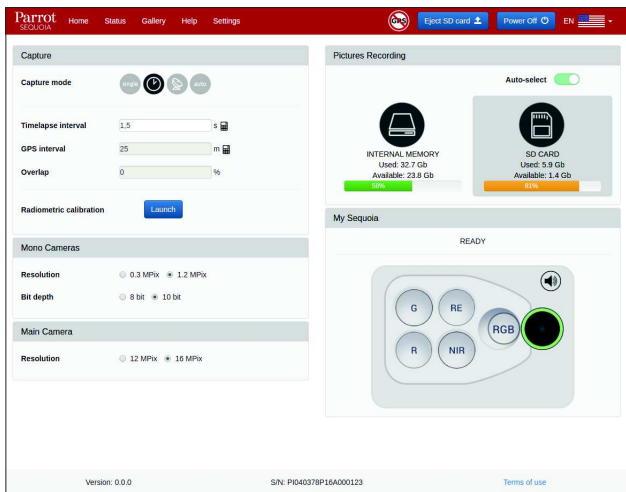 Parrot
SEQUOIA
Home Status Gallery Help Settings
GPS
Eject SD card
Power Off
EN
Capture
Capture mode
single
auto
Timelapse interval 1,5 s
GPS interval 25 m
Overlap 0 %
Radiometric calibration Launch
Mono Cameras
Resolution 0.3 MPix 1.2 MPix
Bit depth 8 bit 10 bit
Main Camera
Resolution 12 MPix 16 MPix
Pictures Recording
Auto-select
INTERNAL MEMORY
Used: 32.7 Gb
Available: 23.8 Gb
58%
SD CARD
Used: 5.9 Gb
Available: 1.4 Gb
81%
My Sequoia
READY
G RE
RGB
R NIR
Version: 0.0.0 S/N: PI040378P16A000123 Terms of use